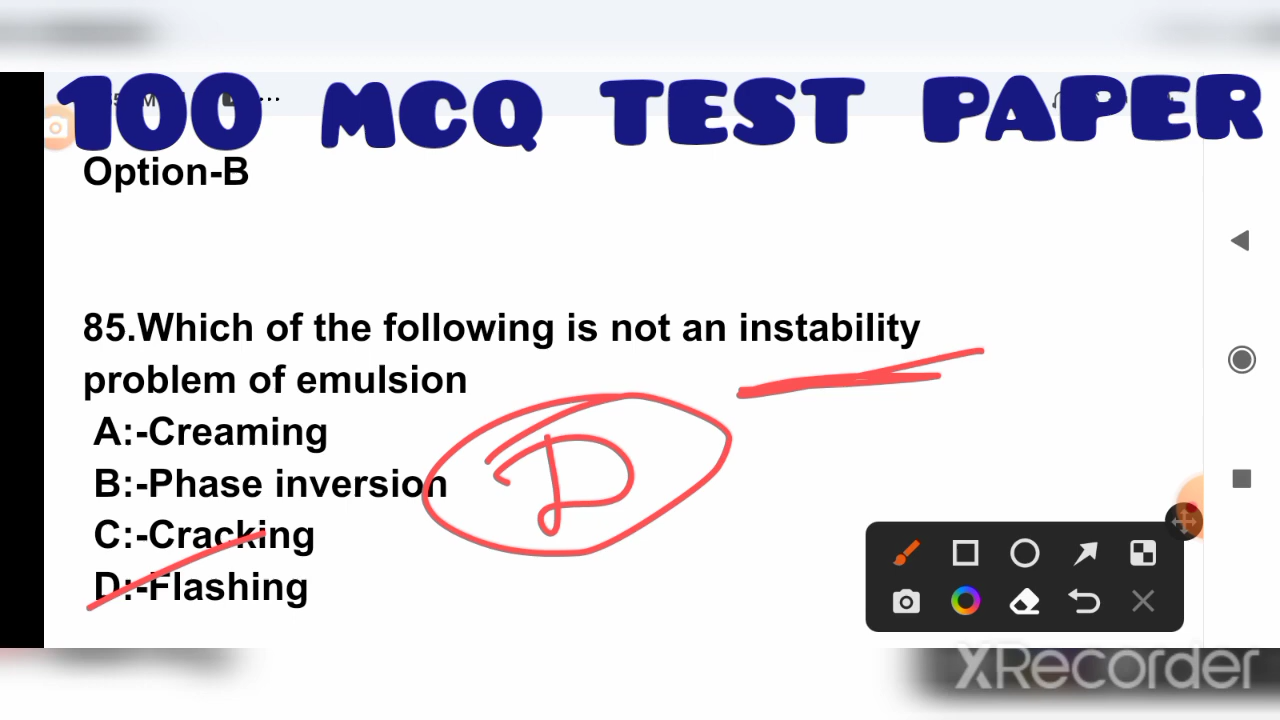 100 MCQ TEST PAPER
Option-B
85.Which of the following is not an instability
problem of emulsion
A:-Creaming
B:-Phase inversion
C:-Cracking
D:-Flashing
D
XRecorder